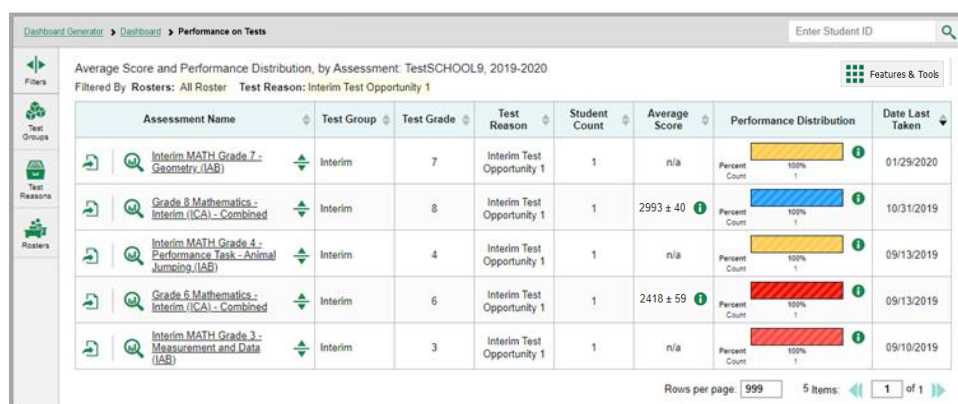 Dashboard Generator > Dashboard > Performance on Tests
Enter Student ID
Filters
Test
Groups
Test
Reasons
Rosters
Average Score and Performance Distribution, by Assessment: TestSCHOOL9, 2019-2020
Filtered By Rosters: All Roster Test Reason: Interim Test Opportunity 1
Features & Tools
Assessment Name Test Group Test Grade Test Reason Student Count Average Score Performance Distribution Date Last Taken
Interim MATH Grade 7 -
Geometry (IAB)
Interim 7 Interim Test Opportunity 1 1 n/a Percent 100% Count 1 01/29/2020
Grade 8 Mathematics -
Interim (ICA) - Combined
Interim 8 Interim Test Opportunity 1 1 2993 ± 40 Percent 100% Count 1 10/31/2019
Interim MATH Grade 4 -
Performance Task - Animal
Jumping (IAB)
Interim 4 Interim Test Opportunity 1 1 n/a Percent 100% Count 1 09/13/2019
Grade 6 Mathematics -
Interim (ICA) - Combined
Interim 6 Interim Test Opportunity 1 1 2418 ± 59 Percent 100% Count 1 09/13/2019
Interim MATH Grade 3 -
Measurement and Data
(IAB)
Interim 3 Interim Test Opportunity 1 1 n/a Percent 100% Count 1 09/10/2019
Rows per page: 999 5 Items: 1 of 1